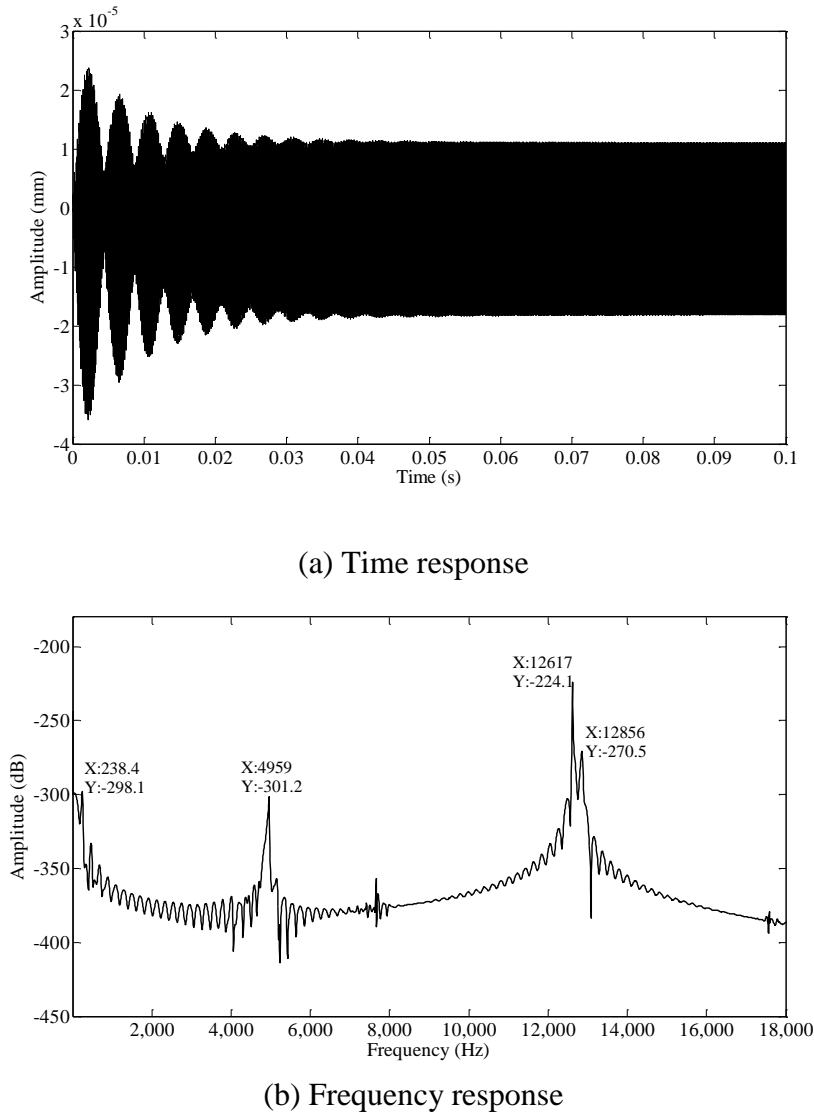 x 10^-5
3
2
1
0
-1
-2
-3
-4
Amplitude (mm)
0 0.01 0.02 0.03 0.04 0.05 0.06 0.07 0.08 0.09 0.1
Time (s)
(a) Time response
-200
-250
-300
-350
-400
-450
Amplitude (dB)
X:238.4
Y:-298.1
X:4959
Y:-301.2
X:12617
Y:-224.1
X:12856
Y:-270.5
2,000 4,000 6,000 8,000 10,000 12,000 14,000 16,000 18,000
Frequency (Hz)
(b) Frequency response